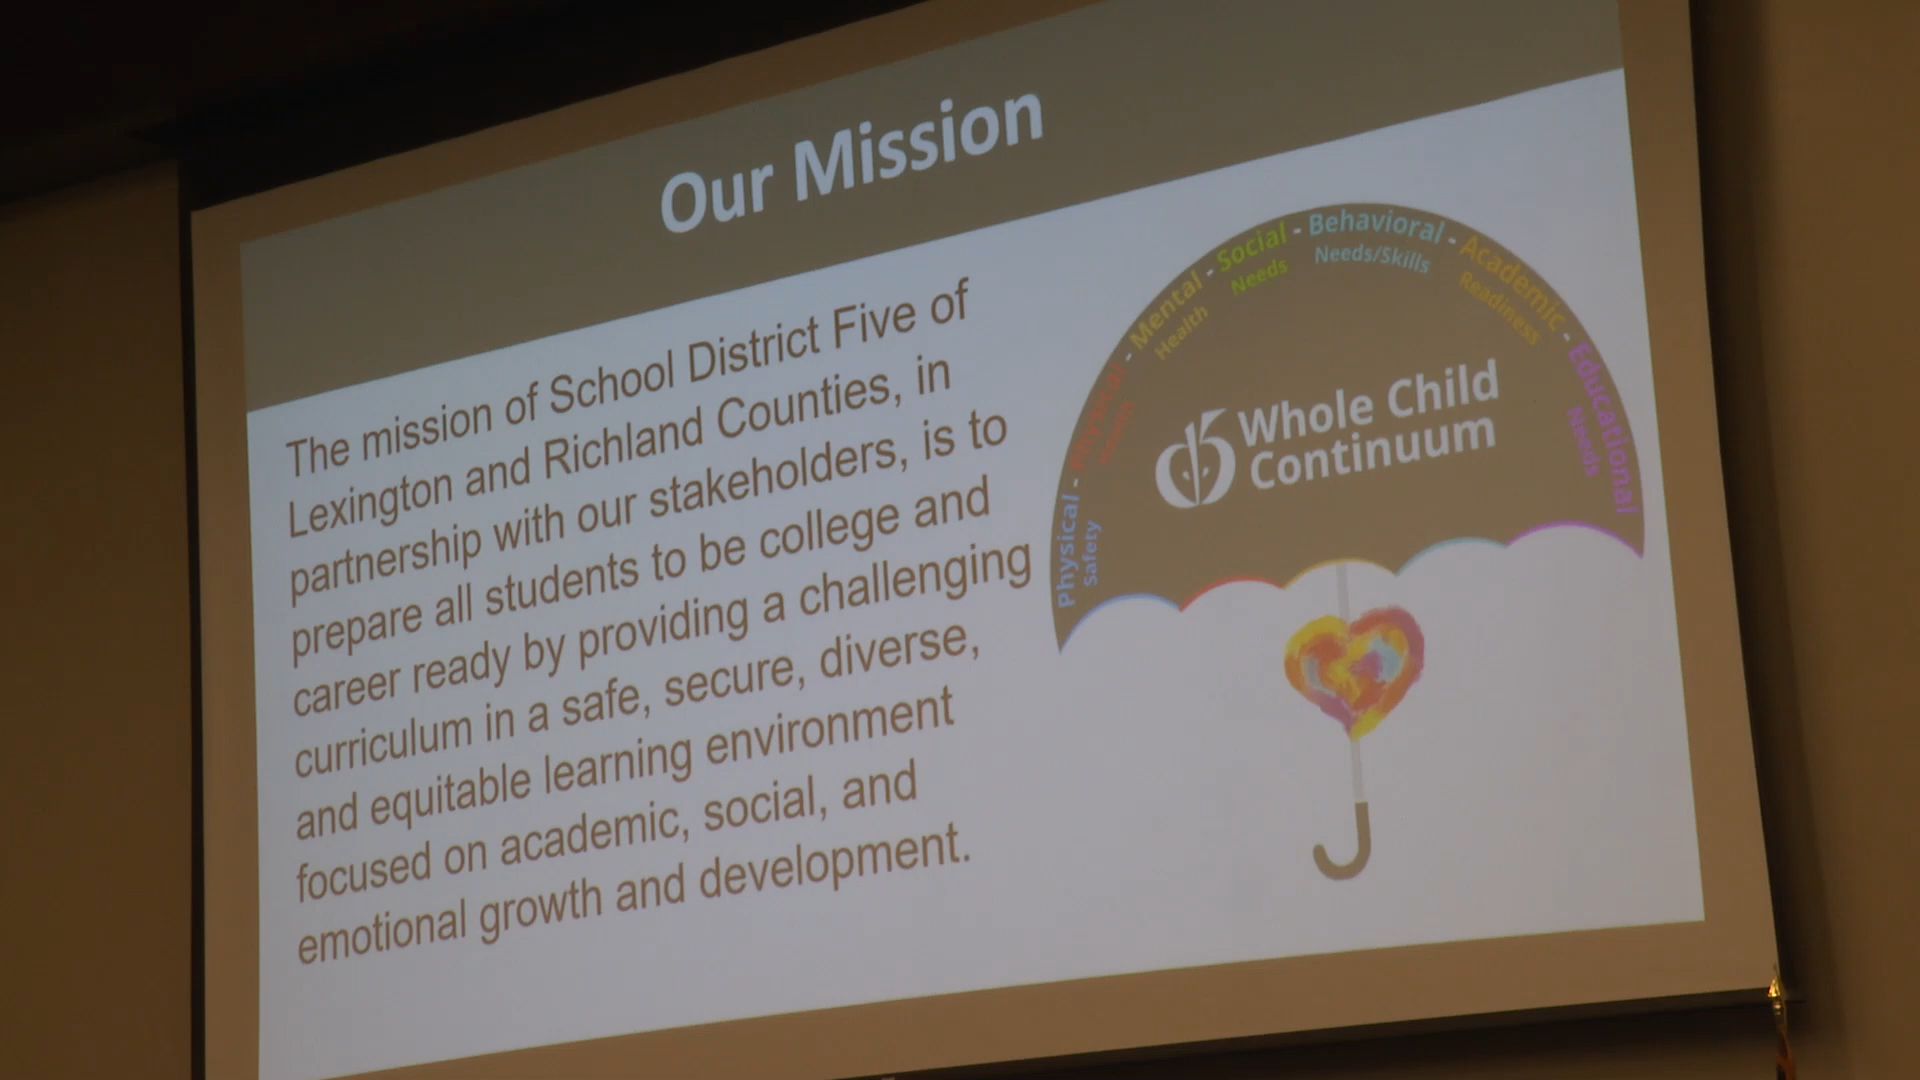 Our Mission
The mission of School District Five of
Lexington and Richland Counties, in
partnership with our stakeholders, is to
prepare all students to be college and
career ready by providing a challenging
curriculum in a safe, secure, diverse,
and equitable learning environment
focused on academic, social, and
emotional growth and development.
Physical - Physical - Mental - Social - Behavioral - Academic - Educational
Safety Health Needs Needs/Skills Readiness Needs
d5 Whole Child
Continuum